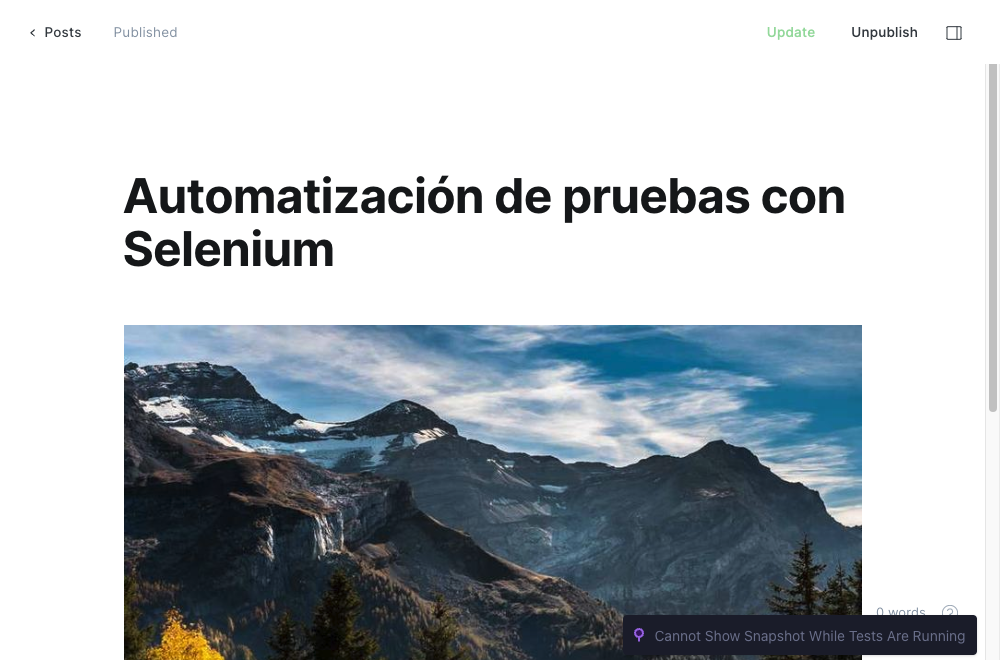 Posts
Published
Update
Unpublish
Automatización de pruebas con
Selenium
0 words
?
Cannot Show Snapshot While Tests Are Running